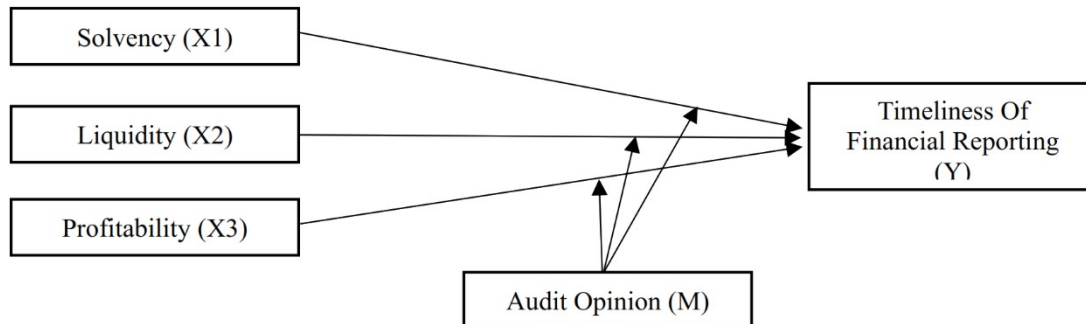 Solvency (X1)
Liquidity (X2)
Profitability (X3)
Timeliness Of
Financial Reporting
(Y)
Audit Opinion (M)